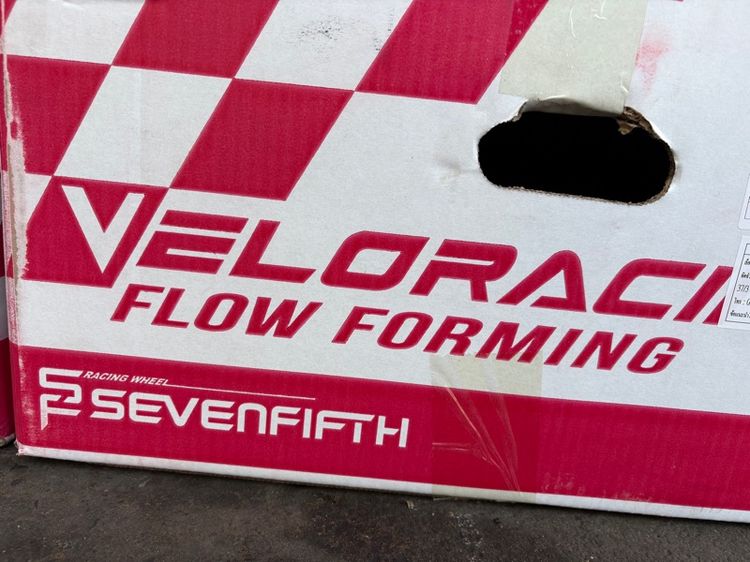 VELORACI
FLOW FORMING
RACING WHEEL
SEVENFIFTH